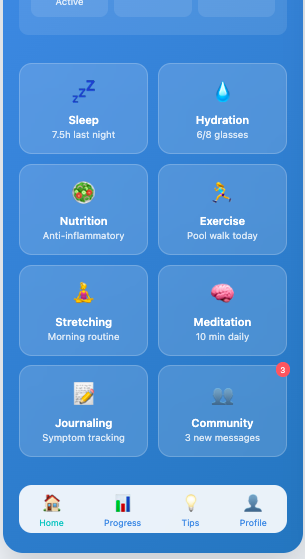 Active
Sleep
7.5h last night
Hydration
6/8 glasses
Nutrition
Anti-inflammatory
Exercise
Pool walk today
Stretching
Morning routine
Meditation
10 min daily
3
Journaling
Symptom tracking
Community
3 new messages
Home
Progress
Tips
Profile